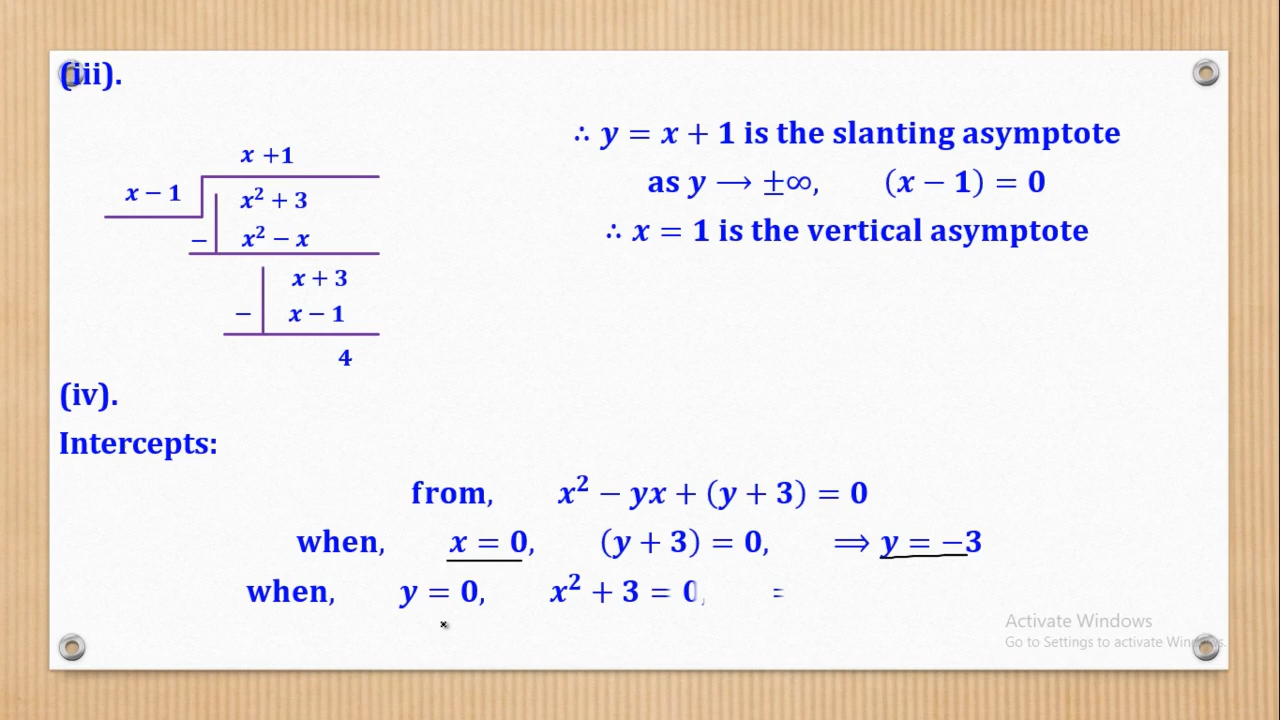 (iii).
x +1
x − 1
x² + 3
− x² − x
x + 3
− x − 1
4
∴ y = x + 1 is the slanting asymptote
as y ⟶ ±∞, (x − 1) = 0
∴ x = 1 is the vertical asymptote
(iv).
Intercepts:
from, x² − yx + (y + 3) = 0
when, x = 0, (y + 3) = 0, ⟹ y = −3
when, y = 0, x² + 3 = 0, =
Activate Windows
Go to Settings to activate Windows.